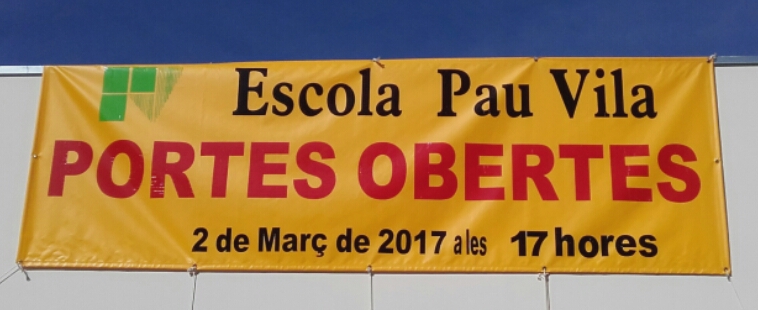 Escola Pau Vila
PORTES OBERTES
2 de Març de 2017 a les 17 hores